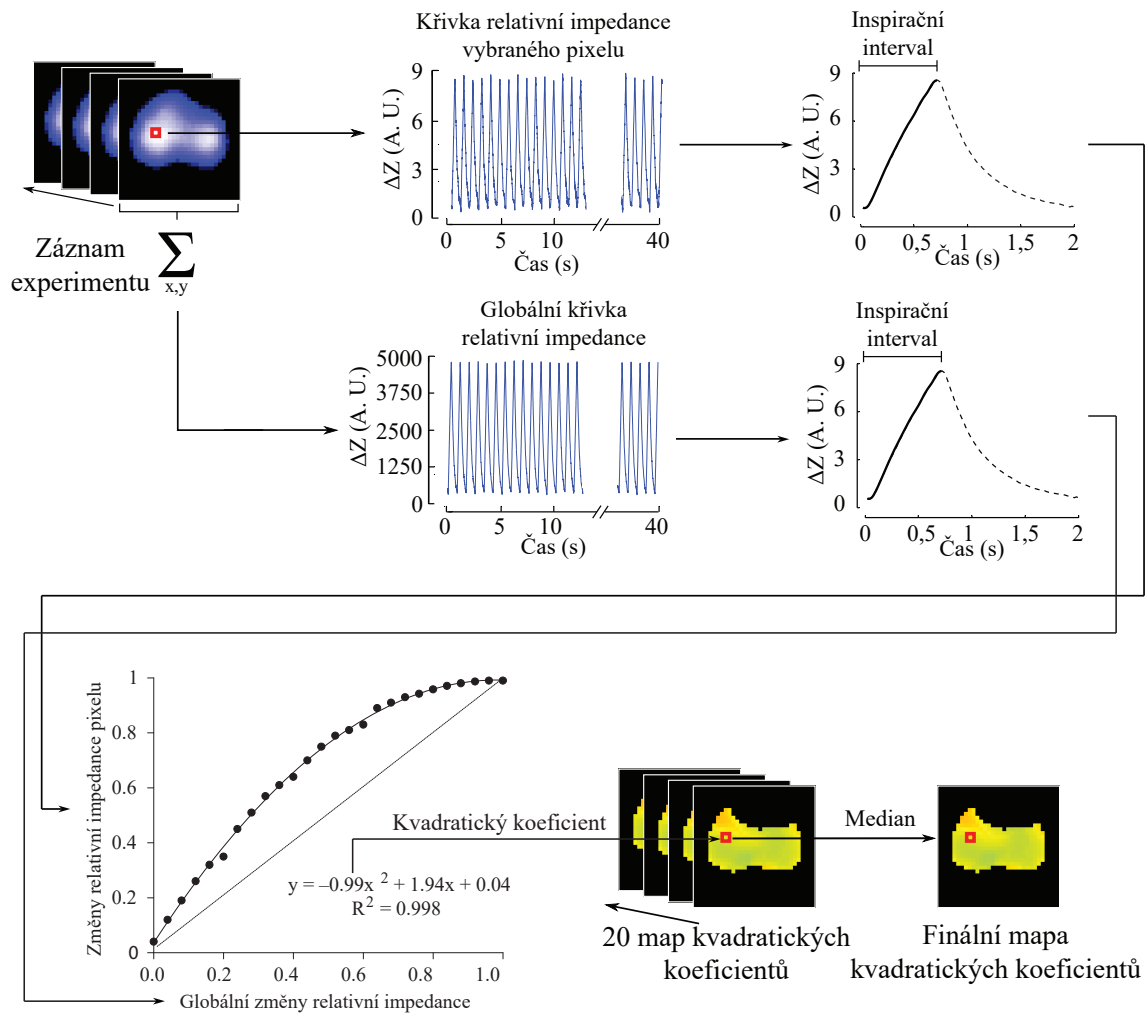 Křivka relativní impedance
vybraného pixelu
ΔZ (A. U.)
9
6
3
0
0 5 10 40
Čas (s)
Inspirační
interval
ΔZ (A. U.)
9
6
3
0
0 0,5 1 1,5 2
Čas (s)
Záznam
experimentu
∑
x,y
Globální křivka
relativní impedance
ΔZ (A. U.)
5000
3750
2500
1250
0
0 5 10 40
Čas (s)
Inspirační
interval
ΔZ (A. U.)
9
6
3
0
0 0,5 1 1,5 2
Čas (s)
Změny relativní impedance pixelu
1
0.8
0.6
0.4
0.2
0
0.0 0.2 0.4 0.6 0.8 1.0
Globální změny relativní impedance
Kvadratický koeficient
y = –0.99x 2 + 1.94x + 0.04
R2 = 0.998
Median
20 map kvadratických
koeficientů
Finální mapa
kvadratických koeficientů